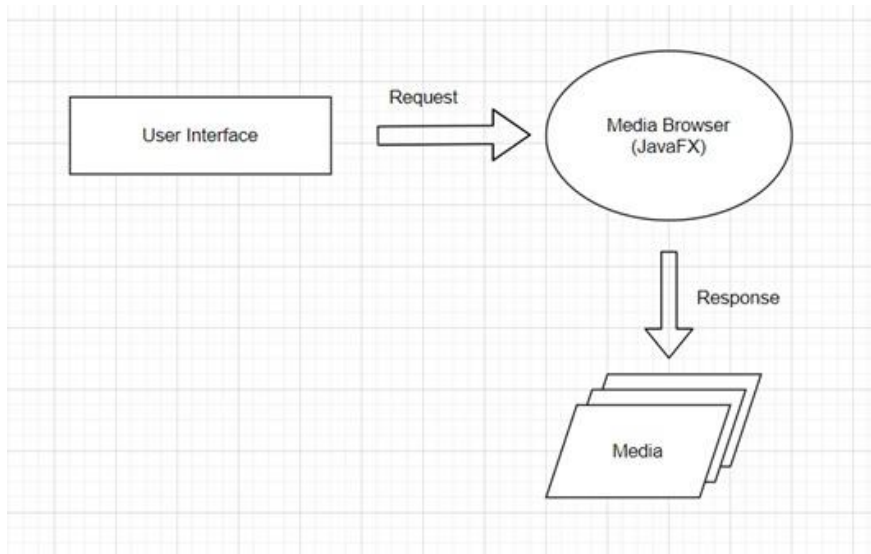 Request
User Interface
Media Browser
(JavaFX)
Response
Media